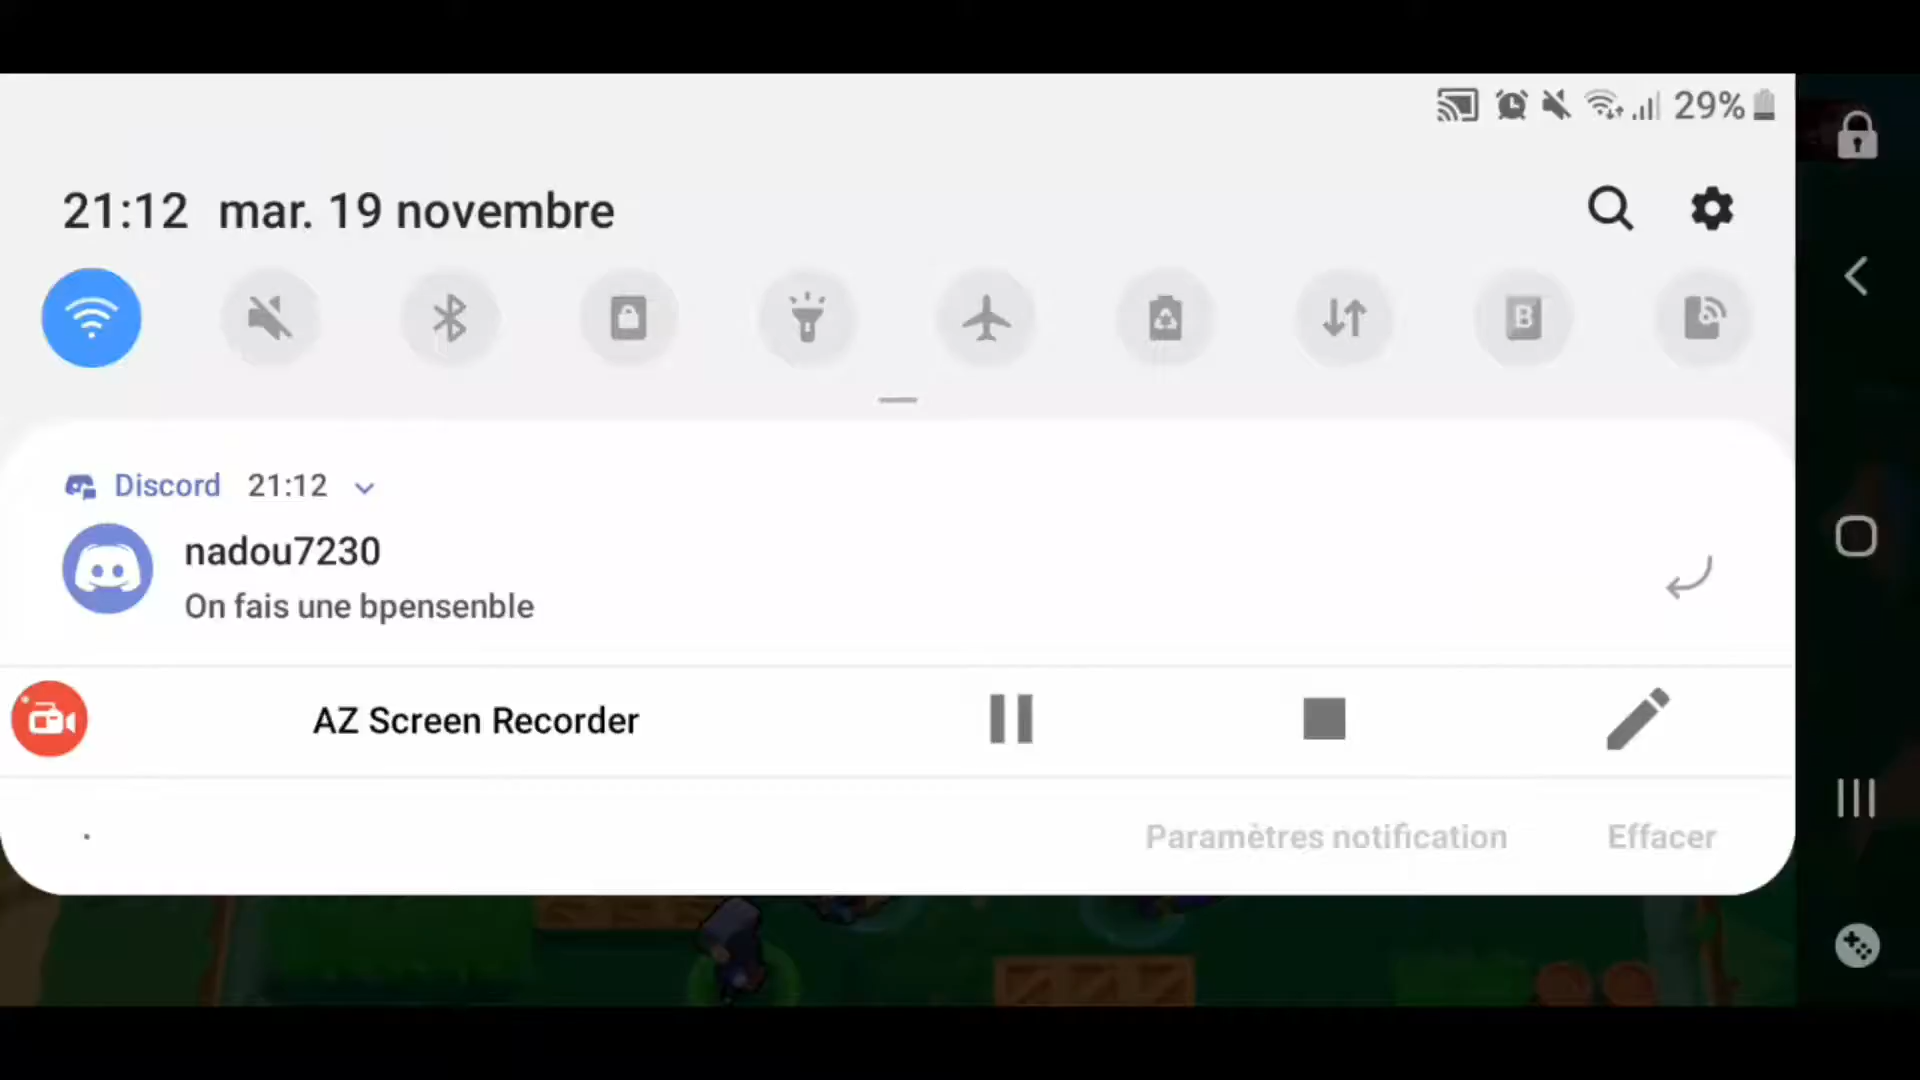 29%
21:12 mar. 19 novembre
B
Discord 21:12
nadou7230
On fais une bpensenble
AZ Screen Recorder
Paramètres notification Effacer